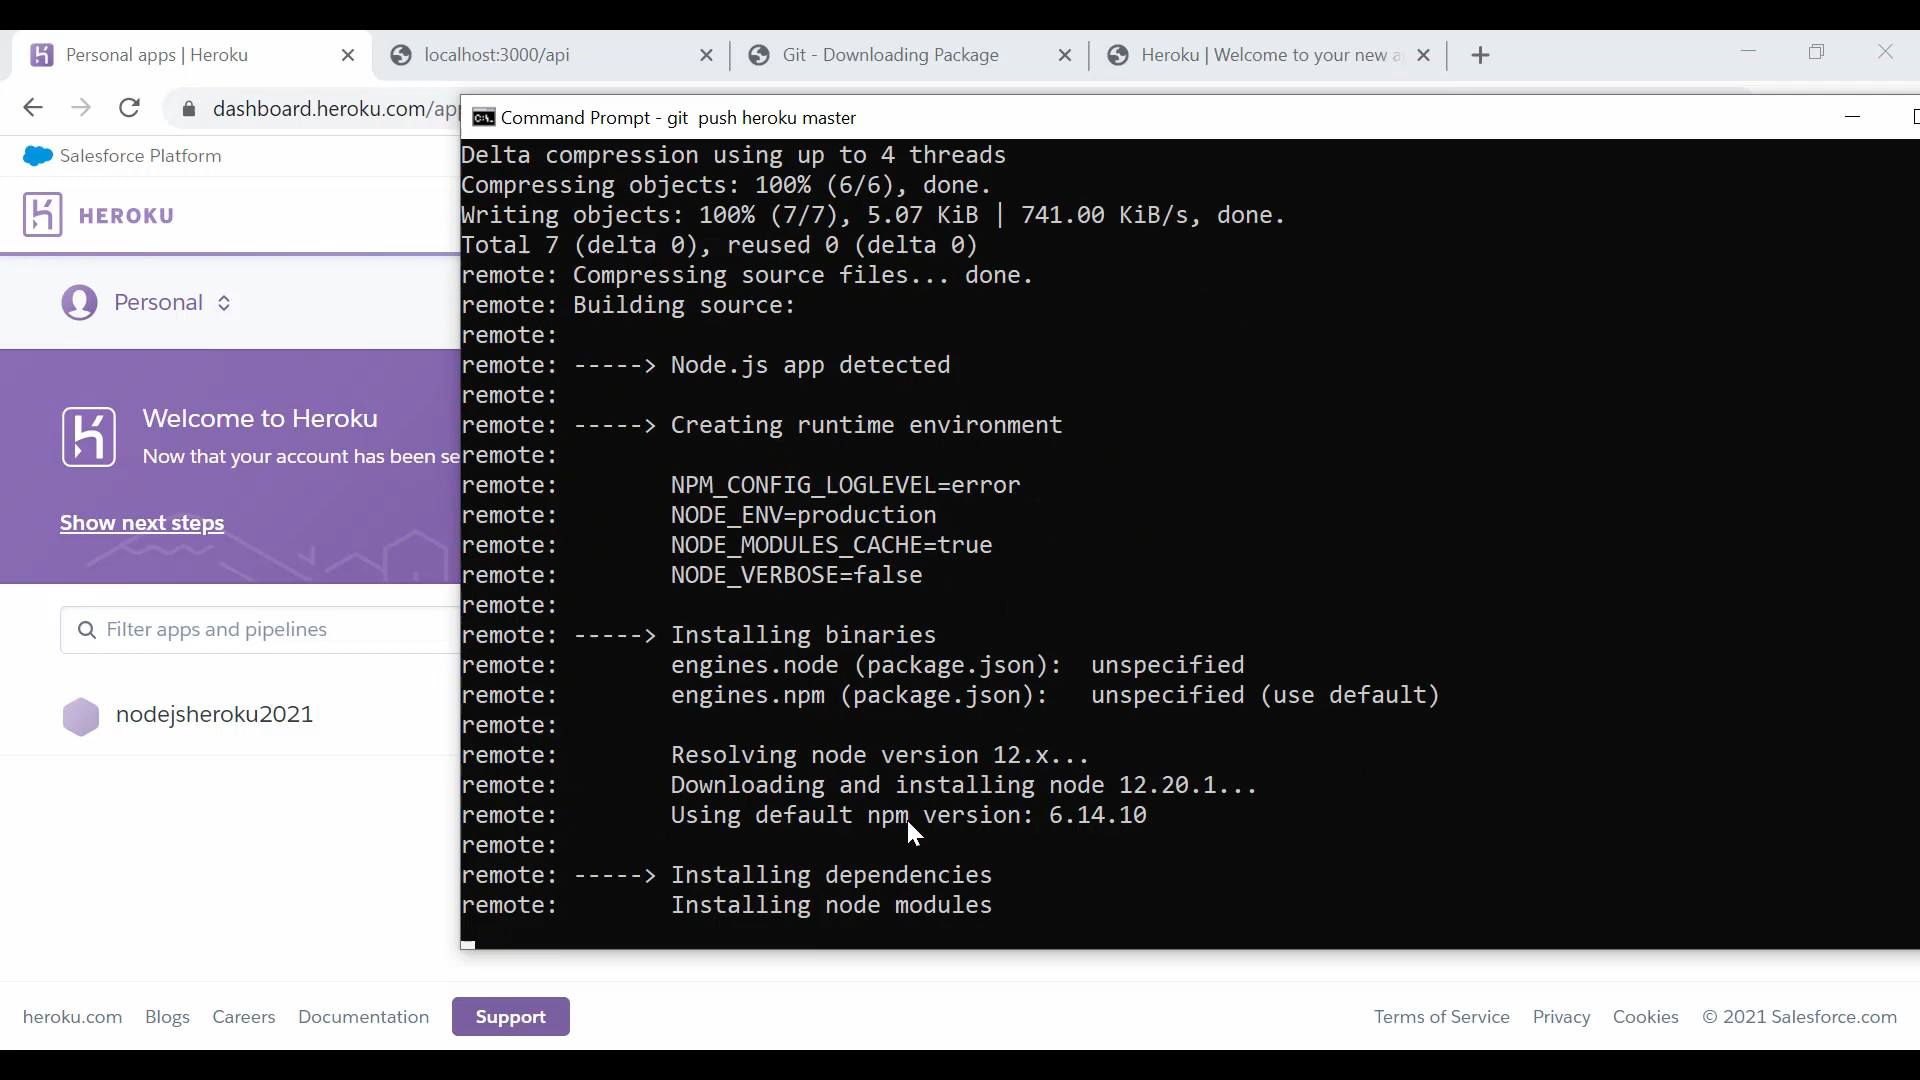 Personal apps | Heroku
localhost:3000/api
Git - Downloading Package
Heroku | Welcome to your new a
dashboard.heroku.com/app
Command Prompt - git  push heroku master
Salesforce Platform
HEROKU
Personal
Welcome to Heroku
Now that your account has been se
Show next steps
Filter apps and pipelines
nodejsheroku2021
Delta compression using up to 4 threads
Compressing objects: 100% (6/6), done.
Writing objects: 100% (7/7), 5.07 KiB | 741.00 KiB/s, done.
Total 7 (delta 0), reused 0 (delta 0)
remote: Compressing source files... done.
remote: Building source:
remote:
remote: -----> Node.js app detected
remote:
remote: -----> Creating runtime environment
remote:
remote:        NPM_CONFIG_LOGLEVEL=error
remote:        NODE_ENV=production
remote:        NODE_MODULES_CACHE=true
remote:        NODE_VERBOSE=false
remote:
remote: -----> Installing binaries
remote:        engines.node (package.json):  unspecified
remote:        engines.npm (package.json):   unspecified (use default)
remote:
remote:        Resolving node version 12.x...
remote:        Downloading and installing node 12.20.1...
remote:        Using default npm version: 6.14.10
remote:
remote: -----> Installing dependencies
remote:        Installing node modules
heroku.com
Blogs
Careers
Documentation
Support
Terms of Service
Privacy
Cookies
© 2021 Salesforce.com